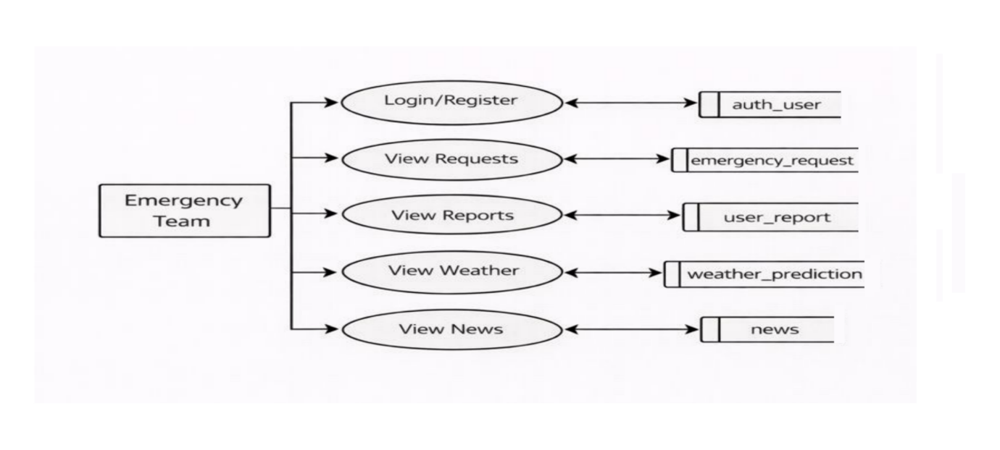 Login/Register
auth_user
View Requests
emergency_request
Emergency
Team
View Reports
user_report
View Weather
weather_prediction
View News
news